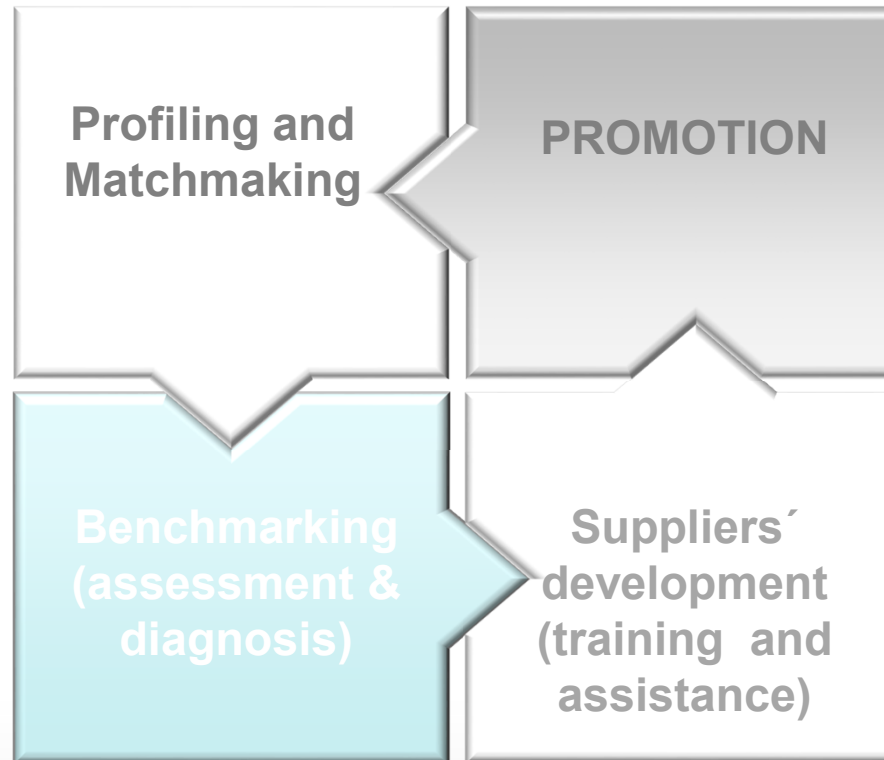 Profiling and
Matchmaking
PROMOTION
Benchmarking
(assessment &
diagnosis)
Suppliers´
development
(training and
assistance)